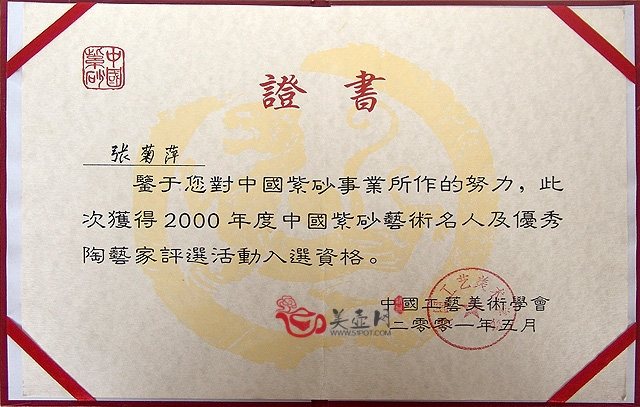 中國紫砂
證書
张菊萍
鑒于您對中國紫砂事業所作的努力，此
次獲得2000年度中國紫砂藝術名人及優秀
陶藝家評選活動入選資格。
中國工藝美術學會
二零零一年五月
美壶网
WWW.51POT.COM